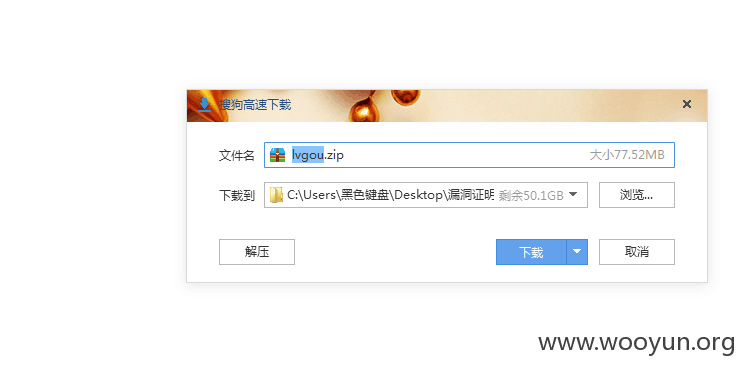 搜狗高速下载
文件名 lvgou.zip 大小77.52MB
下载到 C:\Users\黑色键盘\Desktop\漏洞证明 剩余50.1GB 浏览...
解压 下载 取消
www.wooyun.org